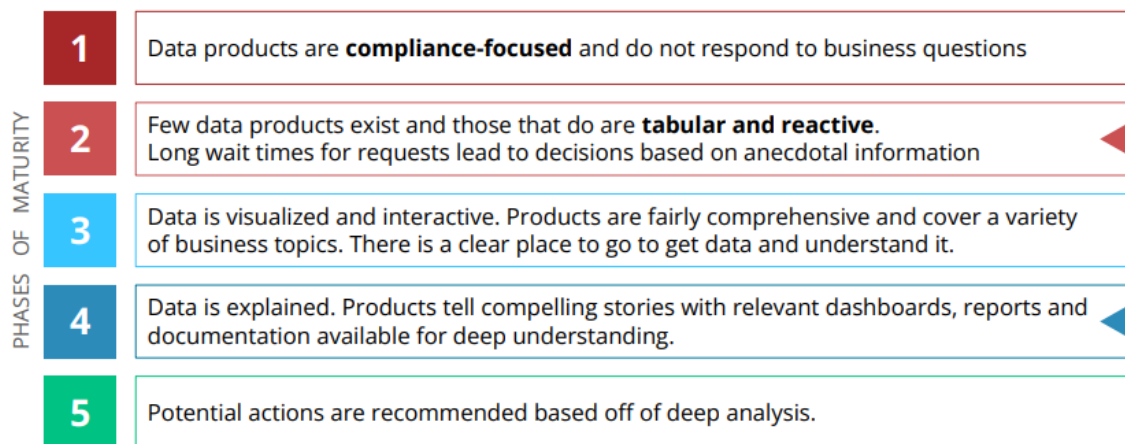 PHASES OF MATURITY
1
Data products are compliance-focused and do not respond to business questions
2
Few data products exist and those that do are tabular and reactive.
Long wait times for requests lead to decisions based on anecdotal information
3
Data is visualized and interactive. Products are fairly comprehensive and cover a variety
of business topics. There is a clear place to go to get data and understand it.
4
Data is explained. Products tell compelling stories with relevant dashboards, reports and
documentation available for deep understanding.
5
Potential actions are recommended based off of deep analysis.